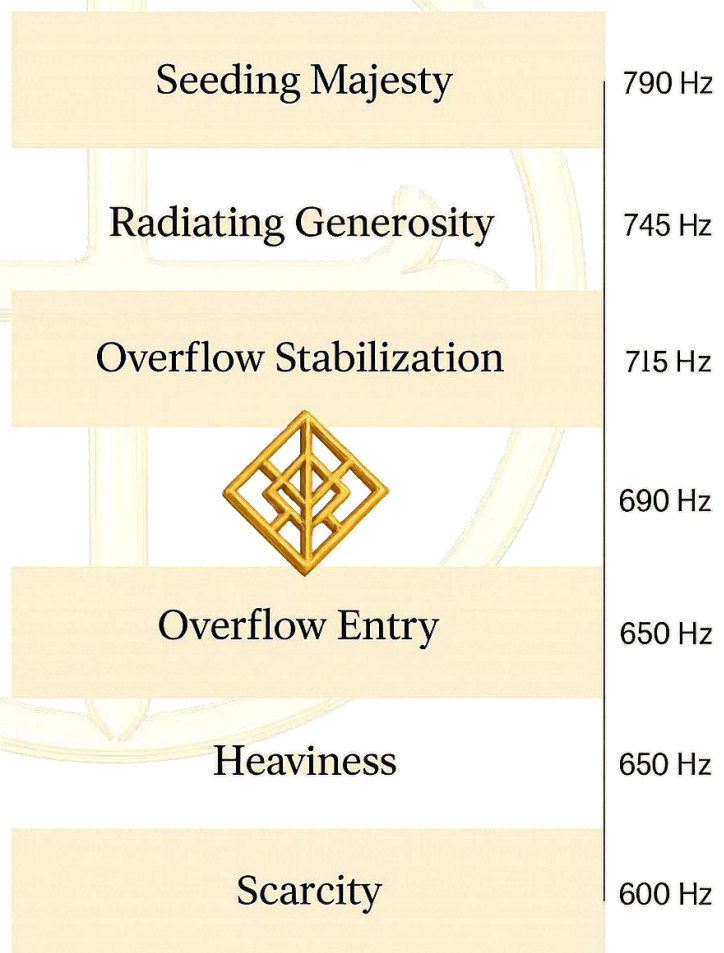 Seeding Majesty 790 Hz
Radiating Generosity 745 Hz
Overflow Stabilization 715 Hz
690 Hz
Overflow Entry 650 Hz
Heaviness 650 Hz
Scarcity 600 Hz